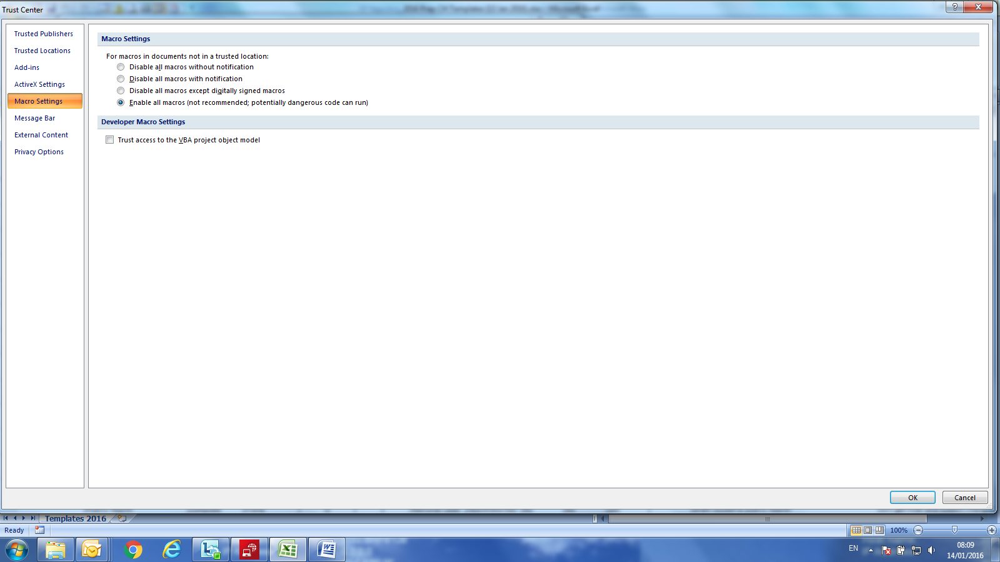 Trust Center
Trusted Publishers
Trusted Locations
Add-ins
ActiveX Settings
Macro Settings
Message Bar
External Content
Privacy Options
Macro Settings
For macros in documents not in a trusted location:
Disable all macros without notification
Disable all macros with notification
Disable all macros except digitally signed macros
Enable all macros (not recommended; potentially dangerous code can run)
Developer Macro Settings
Trust access to the VBA project object model
OK
Cancel
Templates 2016
Ready
100%
EN
08:09
14/01/2016